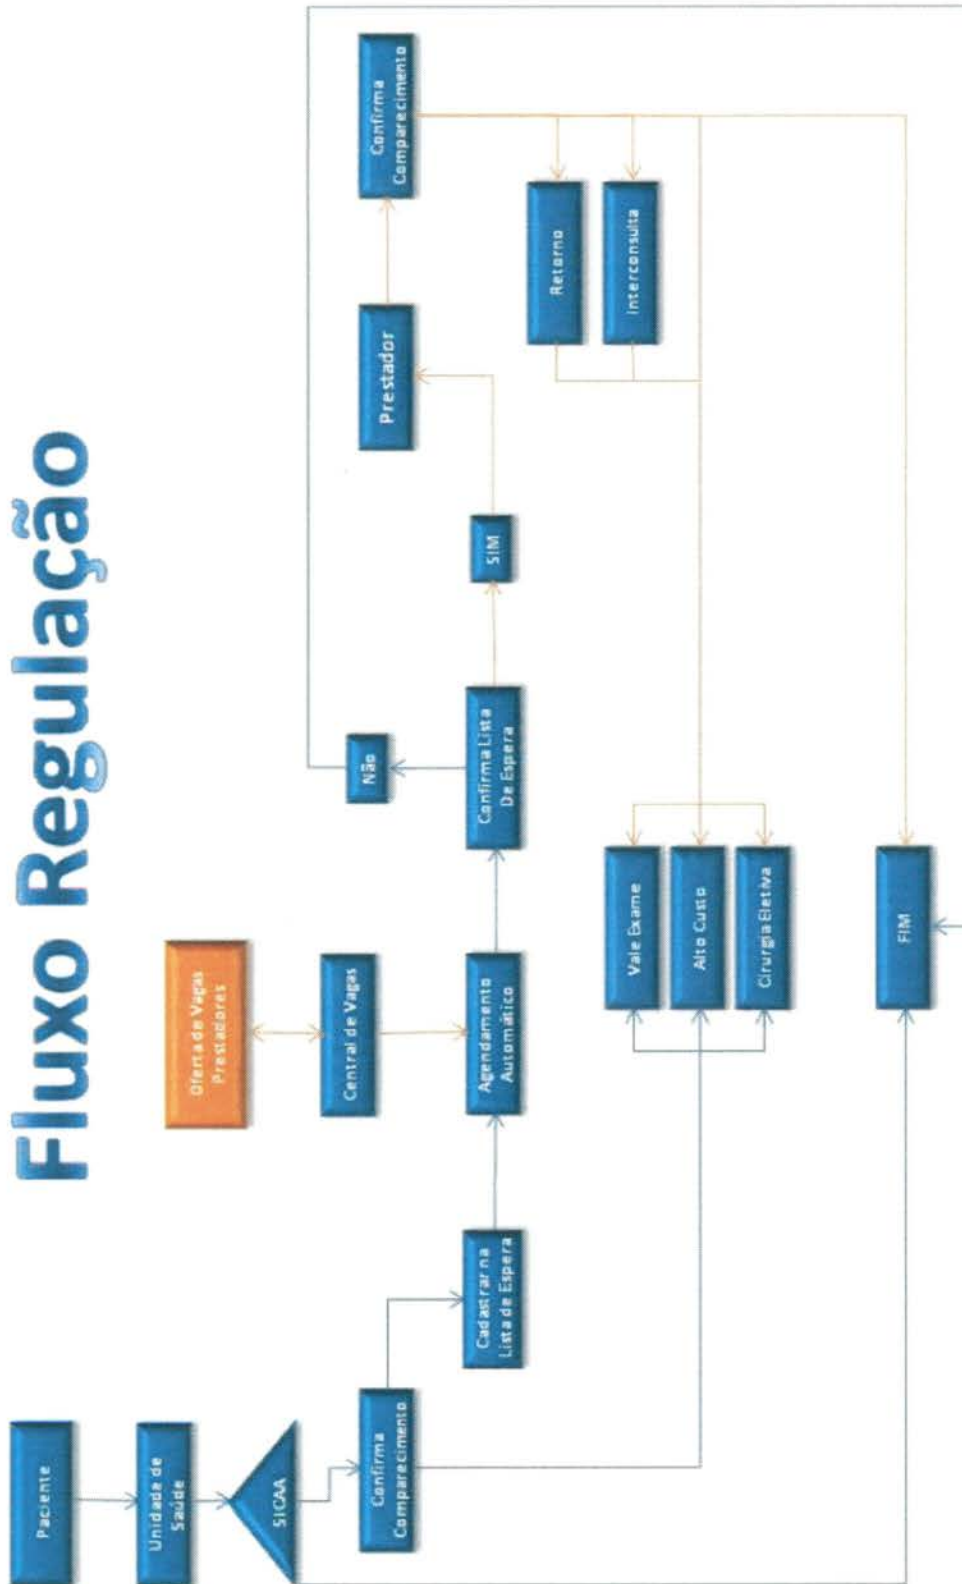 Fluxo Regulação
Paciente
Unidade de
Saúde
SICAA
Confirma
Comparecimento
Cadastrar na
Lista de Espera
Oferta de Vagas
Prestadores
Central de Vagas
Agendamento
Automático
Não
Confirma Lista
De Espera
SIM
Prestador
Confirma
Comparecimento
Retorno
Interconsulta
Vale Exame
Alto Custo
Cirurgia Eletiva
FIM